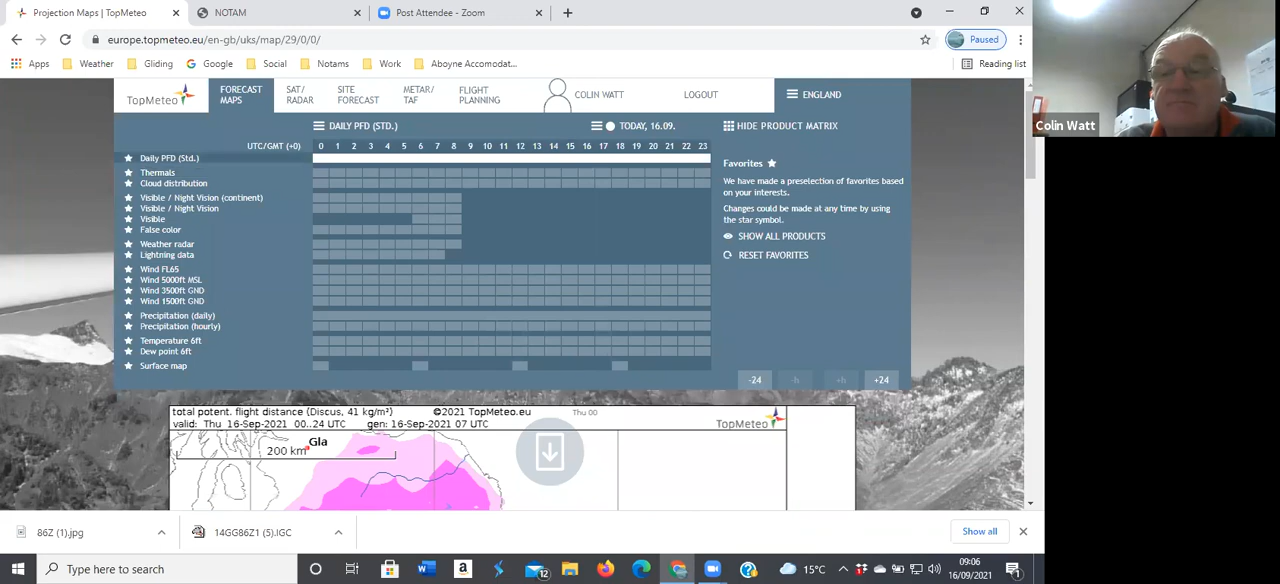 Projection Maps | TopMeteo
NOTAM
Post Attendee - Zoom
europe.topmeteo.eu/en-gb/uks/map/29/0/0/
Paused
Apps
Weather
Gliding
Google
Social
Notams
Work
Aboyne Accomodat...
Reading list
TopMeteo
FORECAST MAPS
SAT/ RADAR
SITE FORECAST
METAR/ TAF
FLIGHT PLANNING
COLIN WATT
LOGOUT
ENGLAND
DAILY PFD (STD.)
TODAY, 16.09.
HIDE PRODUCT MATRIX
UTC/GMT (+0) 0 1 2 3 4 5 6 7 8 9 10 11 12 13 14 15 16 17 18 19 20 21 22 23
Daily PFD (Std.)
Thermals
Cloud distribution
Visible / Night Vision (continent)
Visible / Night Vision
Visible
False color
Weather radar
Lightning data
Wind FL65
Wind 5000ft MSL
Wind 3500ft GND
Wind 1500ft GND
Precipitation (daily)
Precipitation (hourly)
Temperature 6ft
Dew point 6ft
Surface map
Favorites
We have made a preselection of favorites based
on your interests.
Changes could be made at any time by using
the star symbol.
SHOW ALL PRODUCTS
RESET FAVORITES
-24 -h +h +24
total potent. flight distance (Discus, 41 kg/m²) ©2021 TopMeteo.eu Thu 00
valid: Thu 16-Sep-2021 00..24 UTC gen: 16-Sep-2021 07 UTC
TopMeteo
Gla
200 km
86Z (1).jpg
14GG86Z1 (5).IGC
Show all
Type here to search
12
15°C
09:06
16/09/2021
1
Colin Watt